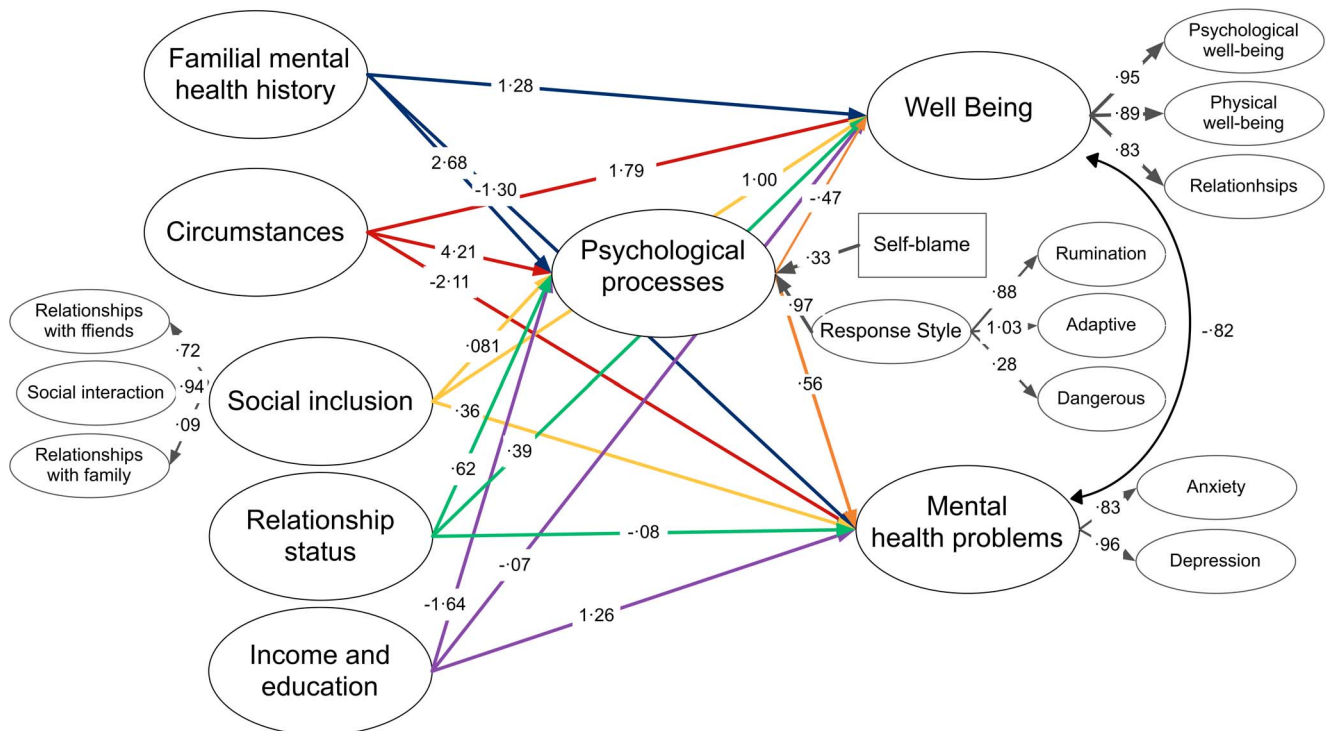 Familial mental
health history
Circumstances
Relationships
with ffiends
Social interaction
Relationships
with family
·72
·94
·09
Social inclusion
Relationship
status
Income and
education
1·28
2·68
-1·30
1·79
4·21
-2·11
·081
·36
1·00
·62
·39
-·08
-1·64
-·07
1·26
Psychological
processes
-·47
·56
·33
Self-blame
·97
Response Style
·88
1·03
·28
Rumination
Adaptive
Dangerous
Well Being
·95
·89
·83
Psychological
well-being
Physical
well-being
Relationhsips
-·82
Mental
health problems
·83
·96
Anxiety
Depression